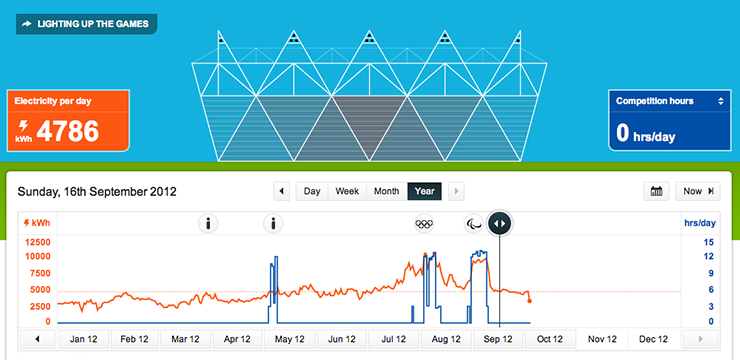 LIGHTING UP THE GAMES
Electricity per day
kWh 4786
Competition hours
0 hrs/day
Sunday, 16th September 2012
Day Week Month Year
Now
kWh
hrs/day
12500 15
10000 12
7500 9
5000 6
2500 3
0 0
Jan 12 Feb 12 Mar 12 Apr 12 May 12 Jun 12 Jul 12 Aug 12 Sep 12 Oct 12 Nov 12 Dec 12